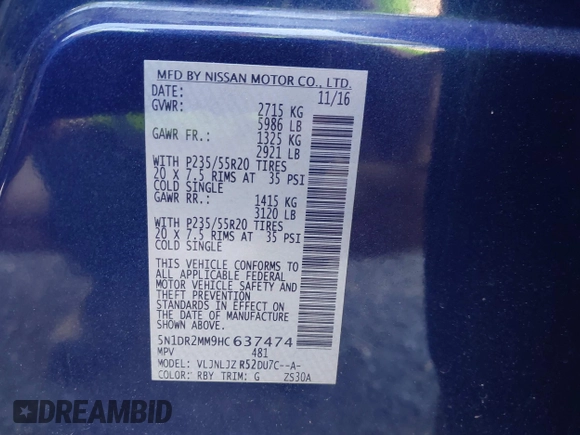 MFD BY NISSAN MOTOR CO., LTD.
DATE: 11/16
GVWR: 2715 KG
5986 LB
GAWR FR.: 1325 KG
2921 LB
WITH P235/55R20 TIRES
20 X 7.5 RIMS AT 35 PSI
COLD SINGLE
GAWR RR.: 1415 KG
3120 LB
WITH P235/55R20 TIRES
20 X 7.5 RIMS AT 35 PSI
COLD SINGLE
THIS VEHICLE CONFORMS TO
ALL APPLICABLE FEDERAL
MOTOR VEHICLE SAFETY AND
THEFT PREVENTION
STANDARDS IN EFFECT ON
THE DATE OF MANUFACTURE
SHOWN ABOVE.
5N1DR2MM9HC637474
MPV 481
MODEL: VLJNLJZ R52DU7C--A-
COLOR: RBY TRIM: G ZS30A
DREAMBID